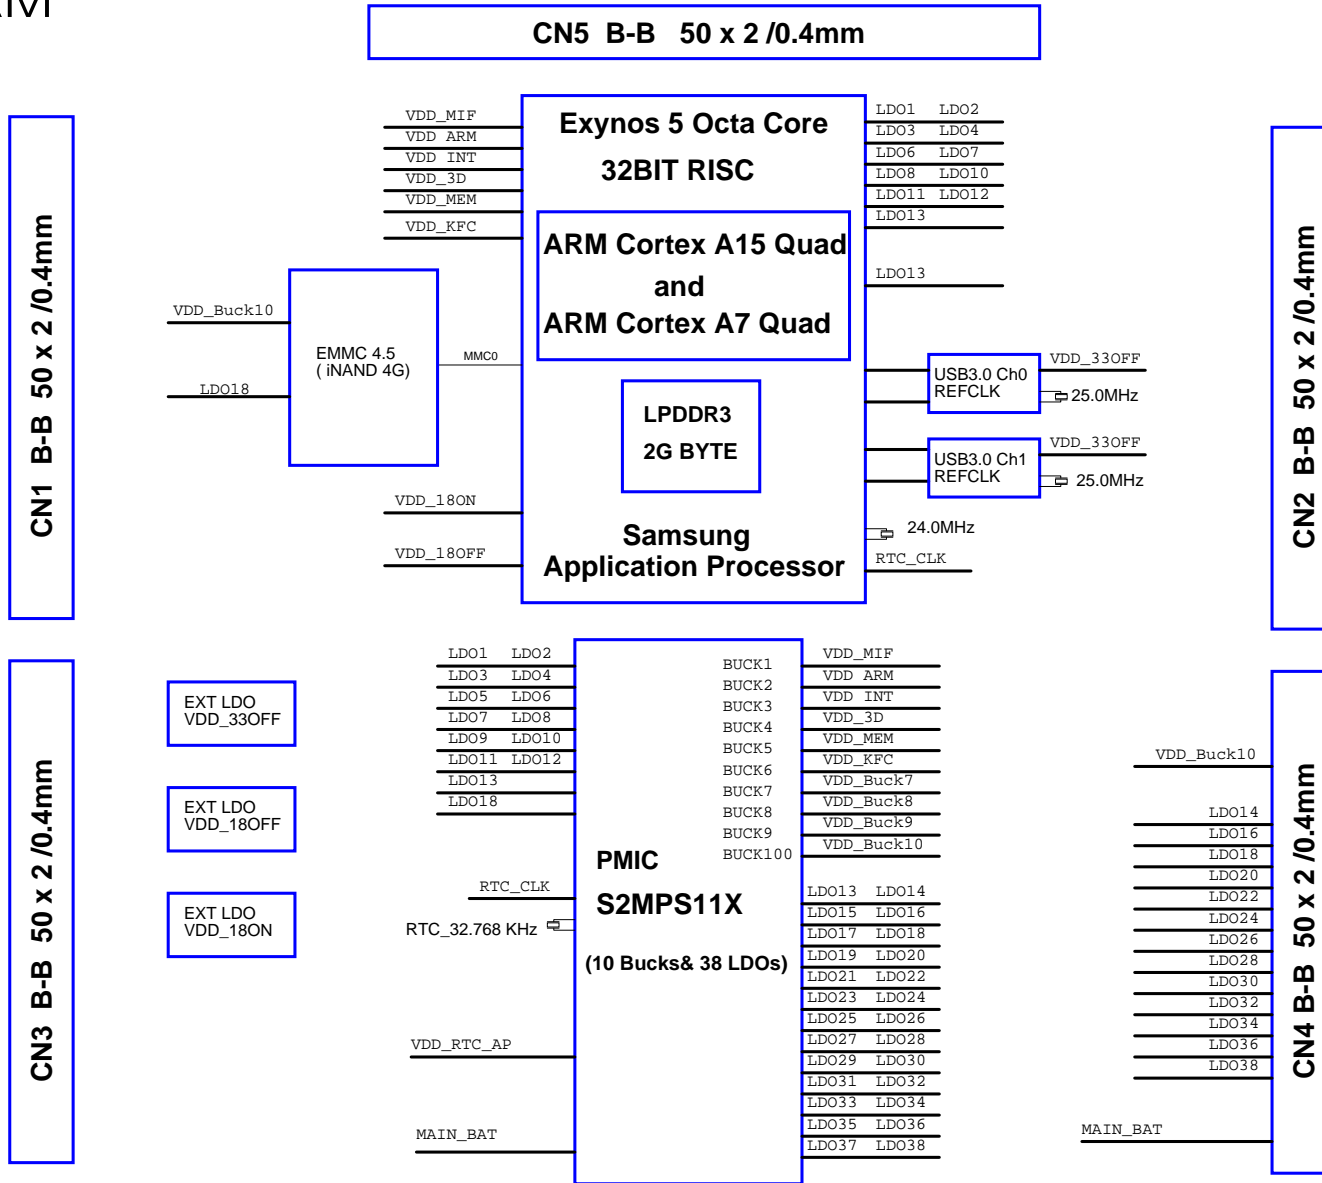 CN5 B-B 50 x 2 /0.4mm
CN1 B-B 50 x 2 /0.4mm
VDD_MIF
VDD ARM
VDD INT
VDD_3D
VDD_MEM
VDD_KFC
Exynos 5 Octa Core
32BIT RISC
ARM Cortex A15 Quad
and
ARM Cortex A7 Quad
LPDDR3
2G BYTE
Samsung
Application Processor
LDO1 LDO2
LDO3 LDO4
LDO6 LDO7
LDO8 LDO10
LDO11 LDO12
LDO13
LDO13
VDD_Buck10
LDO18
EMMC 4.5
( iNAND 4G)
MMC0
VDD_18ON
VDD_18OFF
USB3.0 Ch0
REFCLK
VDD_33OFF
25.0MHz
USB3.0 Ch1
REFCLK
VDD_33OFF
25.0MHz
24.0MHz
RTC_CLK
CN2 B-B 50 x 2 /0.4mm
CN3 B-B 50 x 2 /0.4mm
EXT LDO
VDD_33OFF
EXT LDO
VDD_18OFF
EXT LDO
VDD_18ON
LDO1 LDO2
LDO3 LDO4
LDO5 LDO6
LDO7 LDO8
LDO9 LDO10
LDO11 LDO12
LDO13
LDO18
RTC_CLK
RTC_32.768 KHz
VDD_RTC_AP
MAIN_BAT
BUCK1
BUCK2
BUCK3
BUCK4
BUCK5
BUCK6
BUCK7
BUCK8
BUCK9
BUCK100
PMIC
S2MPS11X
(10 Bucks& 38 LDOs)
VDD_MIF
VDD ARM
VDD INT
VDD_3D
VDD_MEM
VDD_KFC
VDD_Buck7
VDD_Buck8
VDD_Buck9
VDD_Buck10
LDO13 LDO14
LDO15 LDO16
LDO17 LDO18
LDO19 LDO20
LDO21 LDO22
LDO23 LDO24
LDO25 LDO26
LDO27 LDO28
LDO29 LDO30
LDO31 LDO32
LDO33 LDO34
LDO35 LDO36
LDO37 LDO38
VDD_Buck10
LDO14
LDO16
LDO18
LDO20
LDO22
LDO24
LDO26
LDO28
LDO30
LDO32
LDO34
LDO36
LDO38
MAIN_BAT
CN4 B-B 50 x 2 /0.4mm